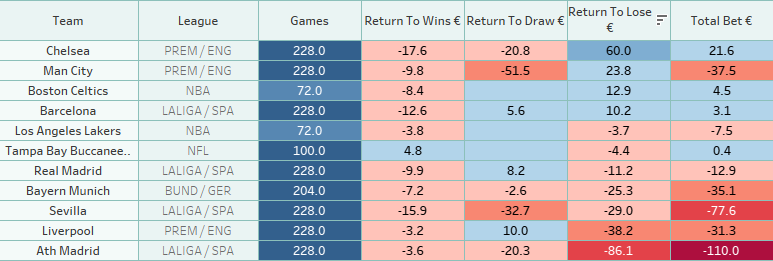 Team League Games Return To Wins € Return To Draw € Return To Lose € Total Bet €
Chelsea PREM / ENG 228.0 -17.6 -20.8 60.0 21.6
Man City PREM / ENG 228.0 -9.8 -51.5 23.8 -37.5
Boston Celtics NBA 72.0 -8.4 12.9 4.5
Barcelona LALIGA / SPA 228.0 -12.6 5.6 10.2 3.1
Los Angeles Lakers NBA 72.0 -3.8 -3.7 -7.5
Tampa Bay Buccanee.. NFL 100.0 4.8 -4.4 0.4
Real Madrid LALIGA / SPA 228.0 -9.9 8.2 -11.2 -12.9
Bayern Munich BUND / GER 204.0 -7.2 -2.6 -25.3 -35.1
Sevilla LALIGA / SPA 228.0 -15.9 -32.7 -29.0 -77.6
Liverpool PREM / ENG 228.0 -3.2 10.0 -38.2 -31.3
Ath Madrid LALIGA / SPA 228.0 -3.6 -20.3 -86.1 -110.0